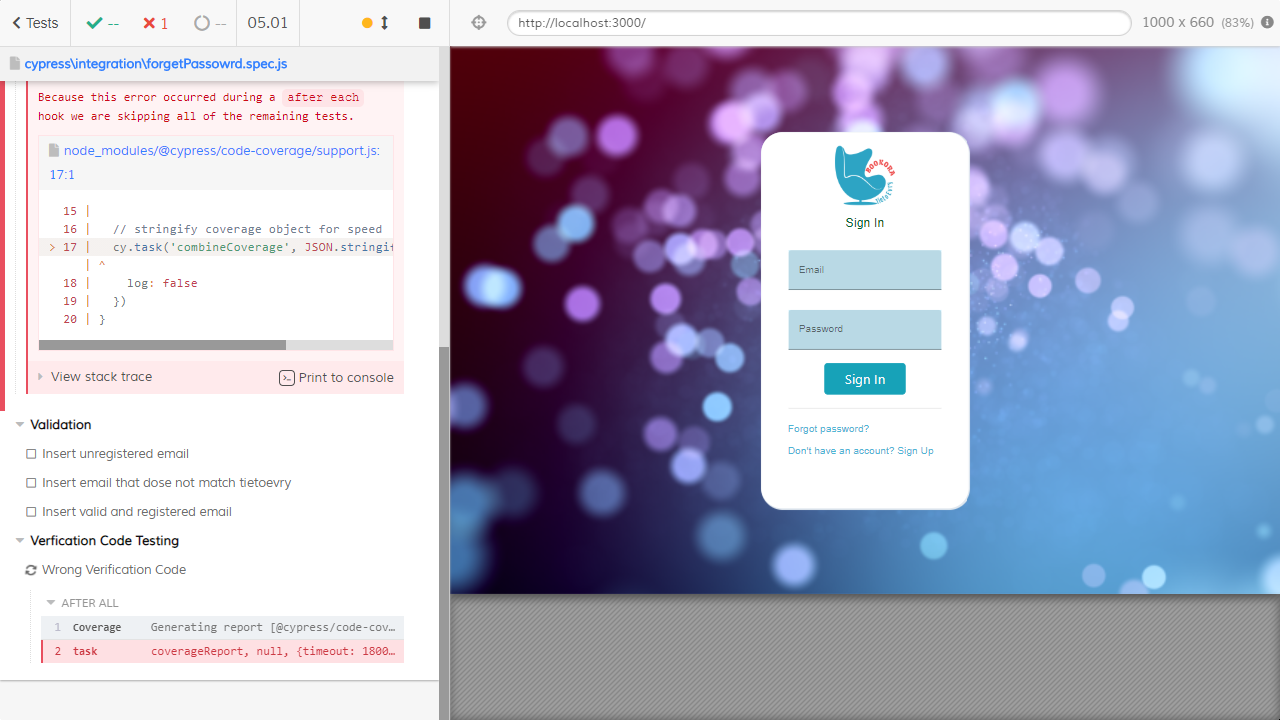 Tests
--
1
--
05.01
http://localhost:3000/
1000 x 660 (83%)
cypress\integration\forgetPassowrd.spec.js
Because this error occurred during a after each
hook we are skipping all of the remaining tests.
node_modules/@cypress/code-coverage/support.js:
17:1
15 |
16 | // stringify coverage object for speed
> 17 | cy.task('combineCoverage', JSON.stringif
| ^
18 | log: false
19 | })
20 | }
View stack trace
Print to console
Validation
Insert unregistered email
Insert email that dose not match tietoevry
Insert valid and registered email
Verfication Code Testing
Wrong Verification Code
AFTER ALL
1 Coverage Generating report [@cypress/code-cov…
2 task coverageReport, null, {timeout: 1800…
BOOKORA
Sign In
Email
Password
Sign In
Forgot password?
Don't have an account? Sign Up